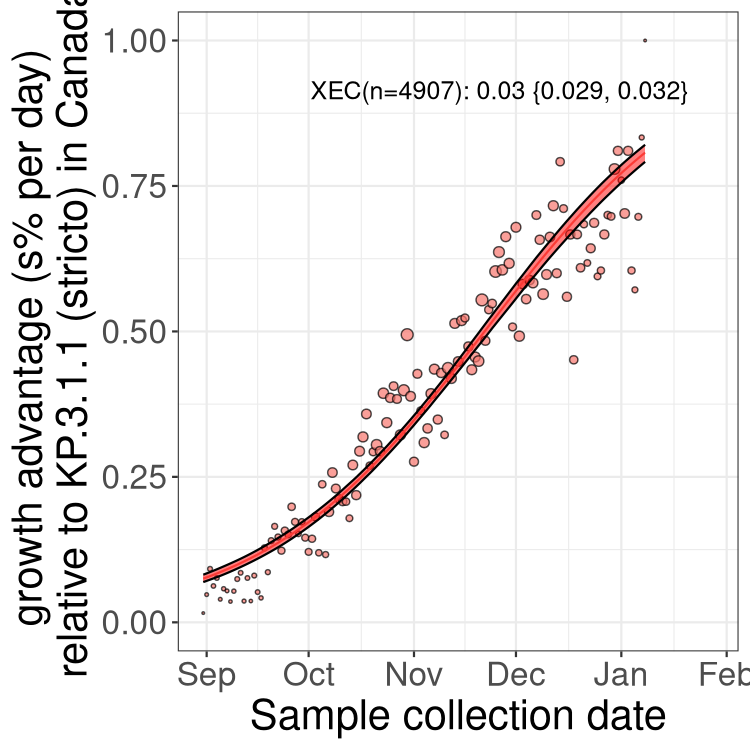 growth advantage (s% per day)
relative to KP.3.1.1 (stricto) in Canada
1.00
0.75
0.50
0.25
0.00
XEC(n=4907): 0.03 {0.029, 0.032}
Sep Oct Nov Dec Jan Feb
Sample collection date